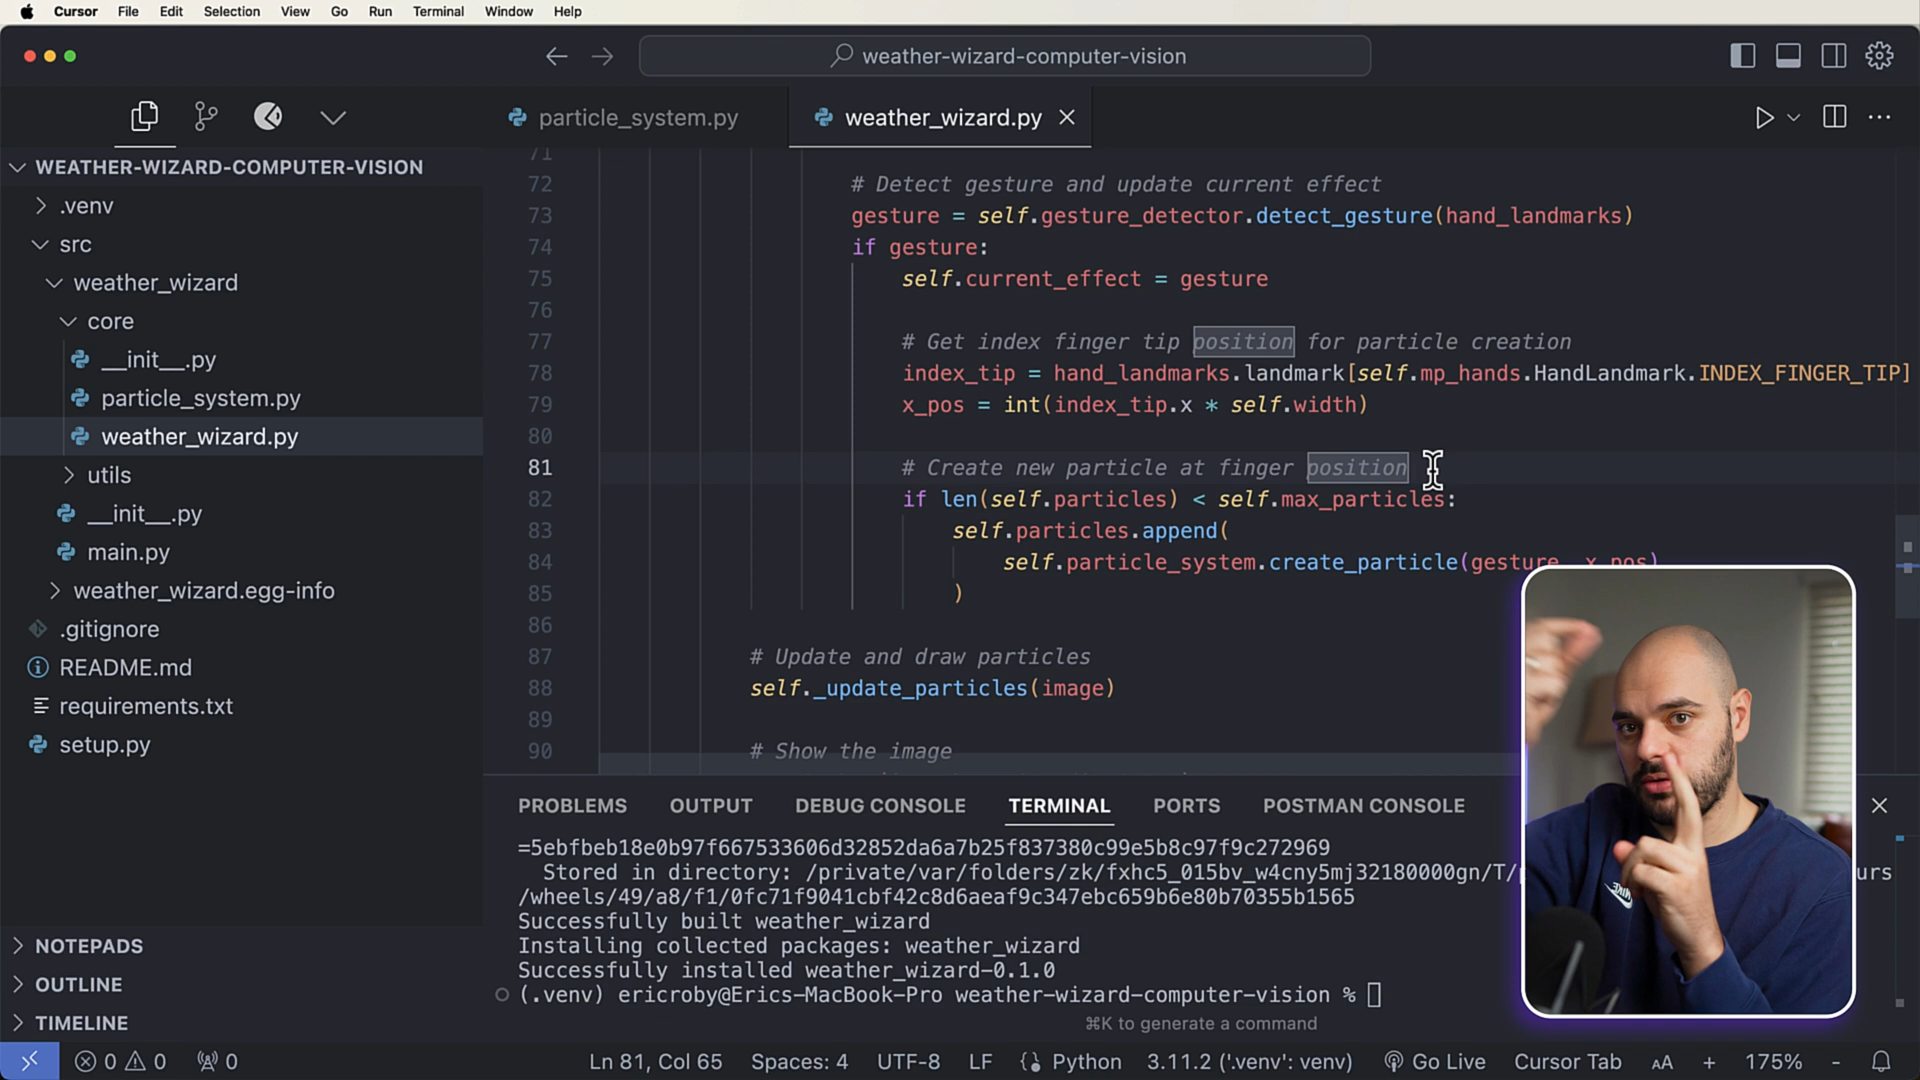 Cursor File Edit Selection View Go Run Terminal Window Help
weather-wizard-computer-vision
particle_system.py
weather_wizard.py
WEATHER-WIZARD-COMPUTER-VISION
.venv
src
weather_wizard
core
__init__.py
particle_system.py
weather_wizard.py
utils
__init__.py
main.py
weather_wizard.egg-info
.gitignore
README.md
requirements.txt
setup.py
NOTEPADS
OUTLINE
TIMELINE
71
72 # Detect gesture and update current effect
73 gesture = self.gesture_detector.detect_gesture(hand_landmarks)
74 if gesture:
75 self.current_effect = gesture
76
77 # Get index finger tip position for particle creation
78 index_tip = hand_landmarks.landmark[self.mp_hands.HandLandmark.INDEX_FINGER_TIP]
79 x_pos = int(index_tip.x * self.width)
80
81 # Create new particle at finger position
82 if len(self.particles) < self.max_particles:
83 self.particles.append(
84 self.particle_system.create_particle(gesture, x_pos)
85 )
86
87 # Update and draw particles
88 self._update_particles(image)
89
90 # Show the image
PROBLEMS OUTPUT DEBUG CONSOLE TERMINAL PORTS POSTMAN CONSOLE
=5ebfbeb18e0b97f667533606d32852da6a7b25f837380c99e5b8c97f9c272969
Stored in directory: /private/var/folders/zk/fxhc5_015bv_w4cny5mj32180000gn/T/ urs
/wheels/49/a8/f1/0fc71f9041cbf42c8d6aeaf9c347ebc659b6e80b70355b1565
Successfully built weather_wizard
Installing collected packages: weather_wizard
Successfully installed weather_wizard-0.1.0
(.venv) ericroby@Erics-MacBook-Pro weather-wizard-computer-vision %
⌘K to generate a command
0 0 0 Ln 81, Col 65 Spaces: 4 UTF-8 LF Python 3.11.2 ('.venv': venv) Go Live Cursor Tab AA + 175% -